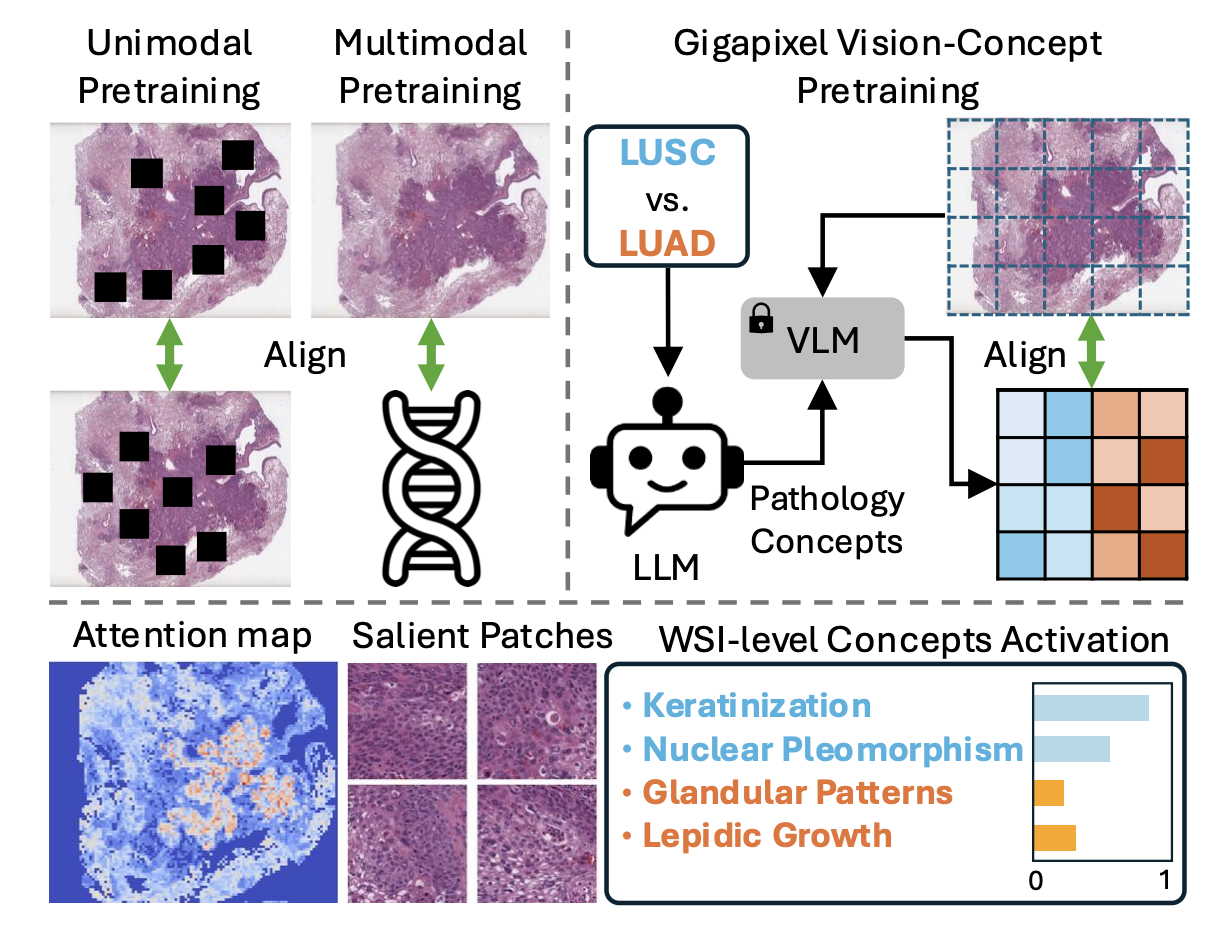 Unimodal
Pretraining
Multimodal
Pretraining
Gigapixel Vision-Concept
Pretraining
LUSC
vs.
LUAD
VLM
Align
Align
Pathology
Concepts
LLM
Attention map
Salient Patches
WSI-level Concepts Activation
• Keratinization
• Nuclear Pleomorphism
• Glandular Patterns
• Lepidic Growth
0 1